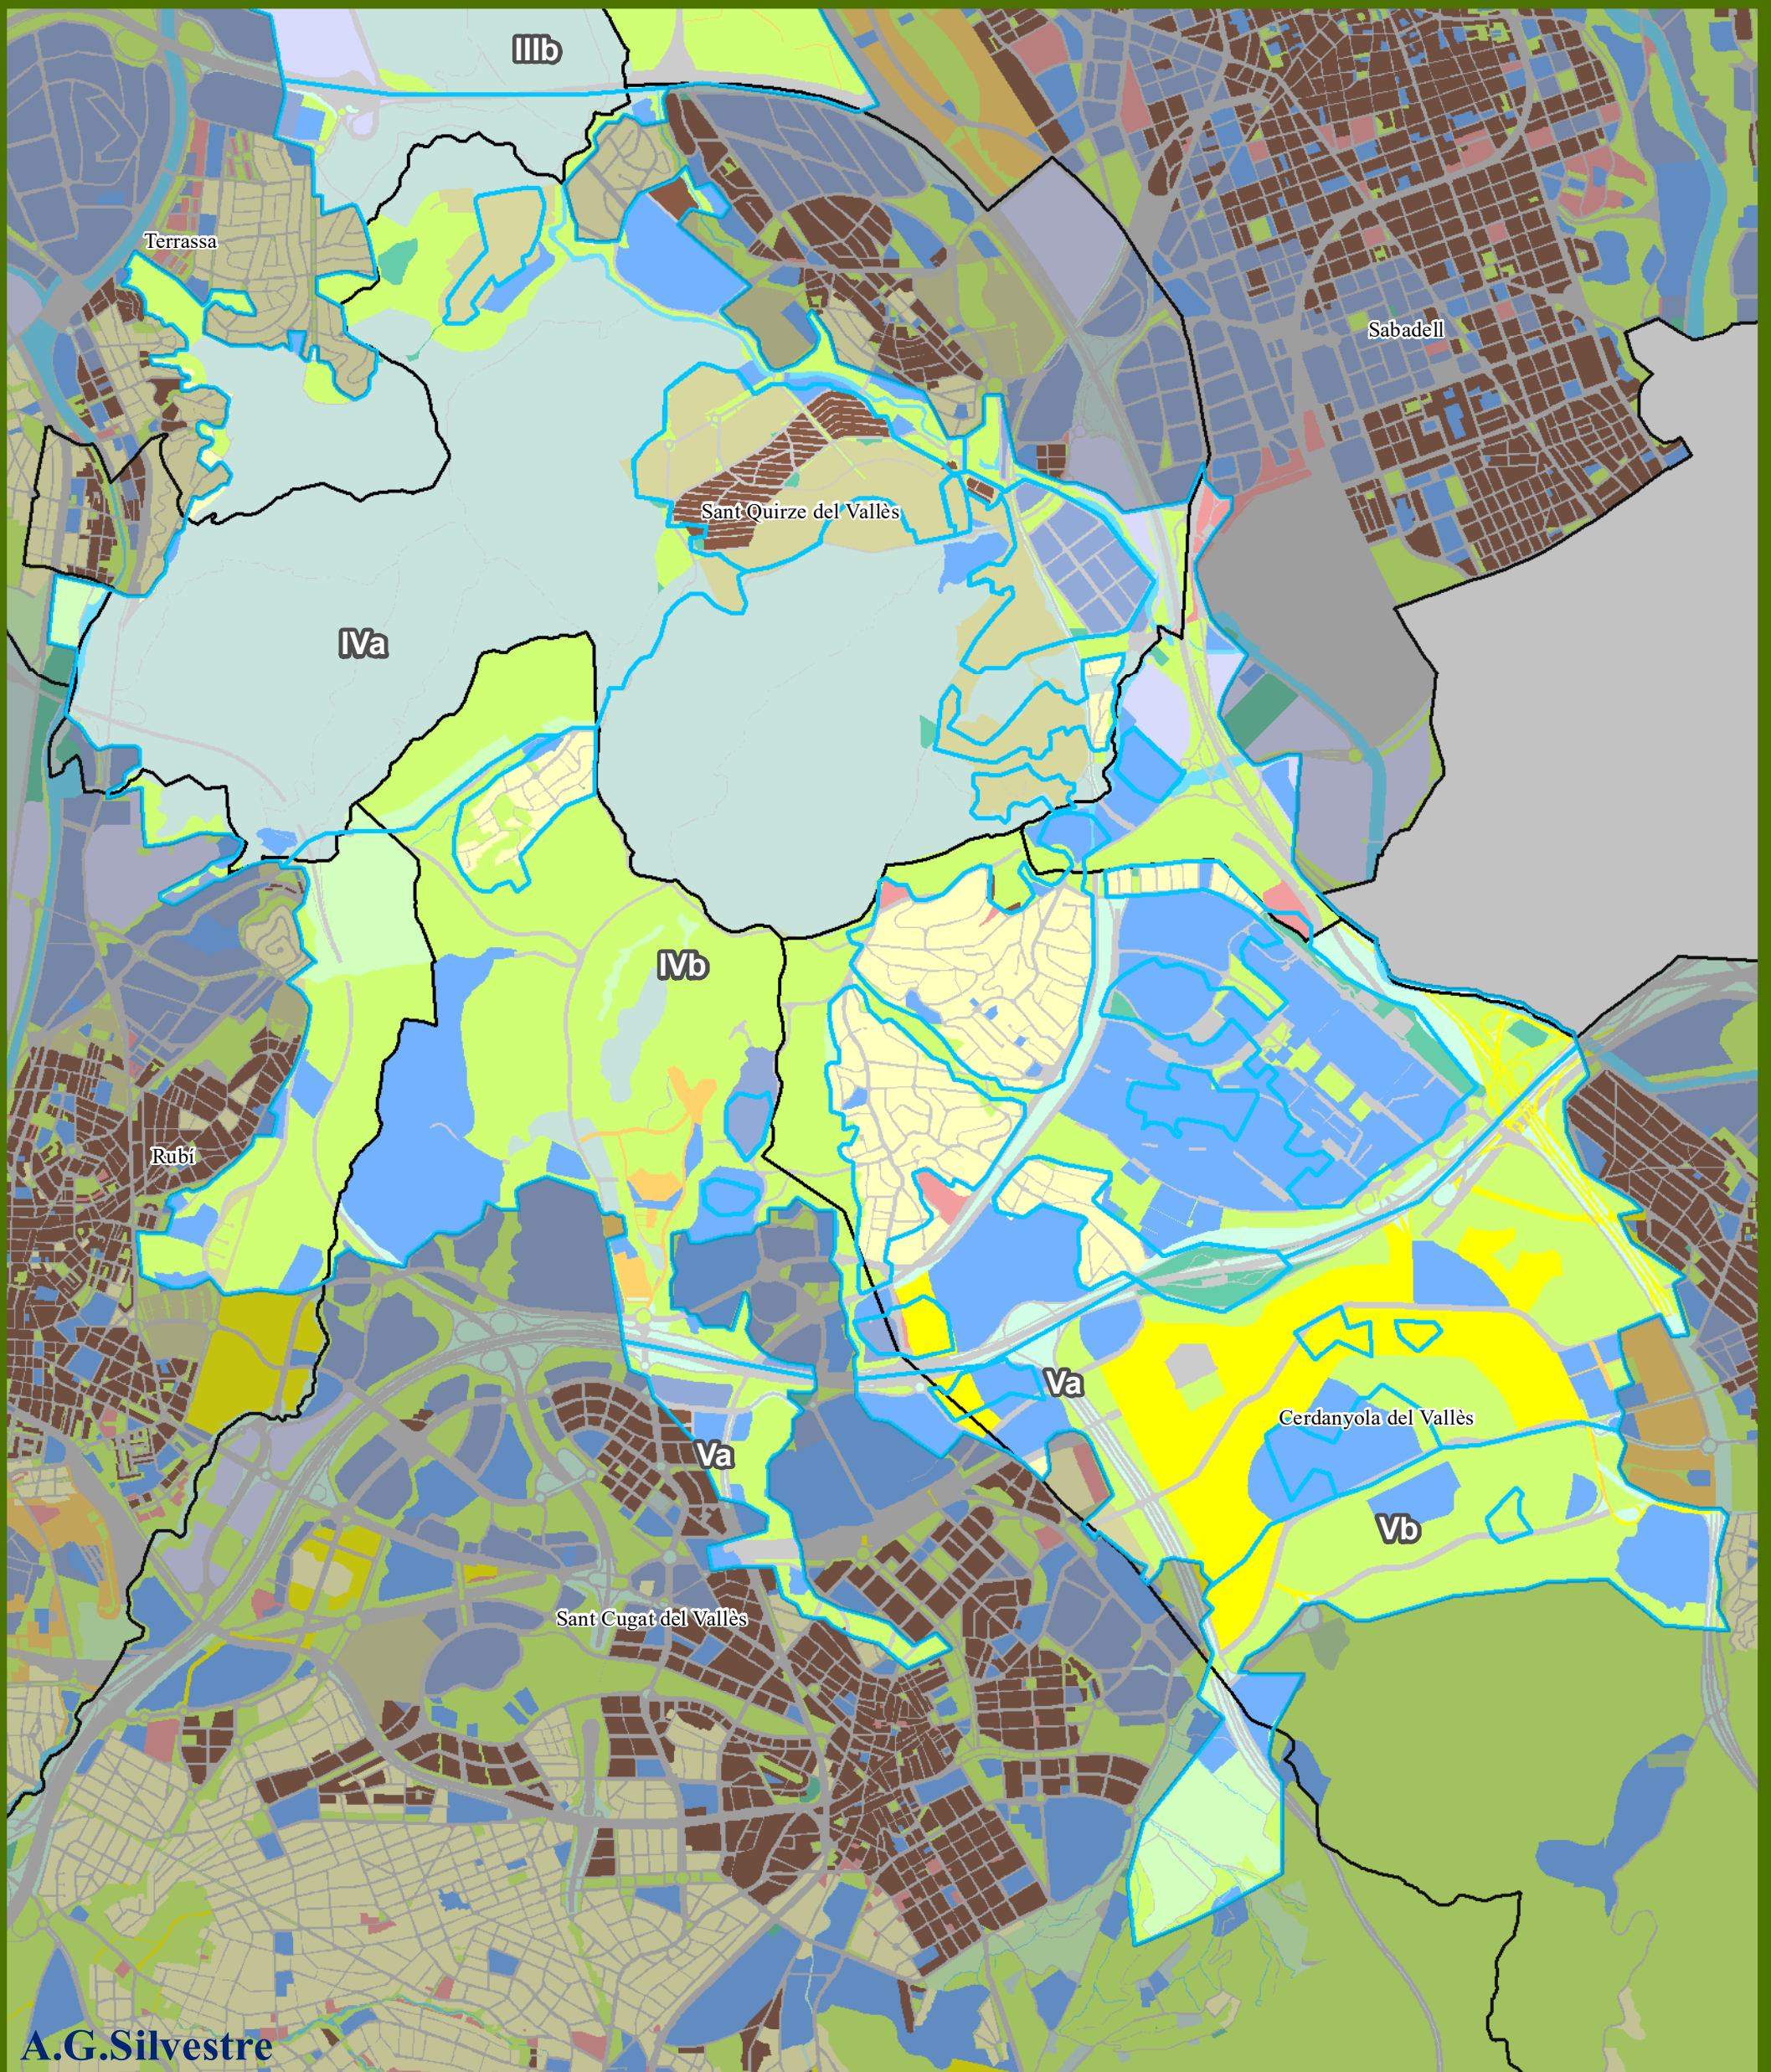 IIIb
Terrassa
Sabadell
Sant Quirze del Vallès
IVa
IVb
Rubí
Va
Cerdanyola del Vallès
Va
Vb
Sant Cugat del Vallès
A.G.Silvestre